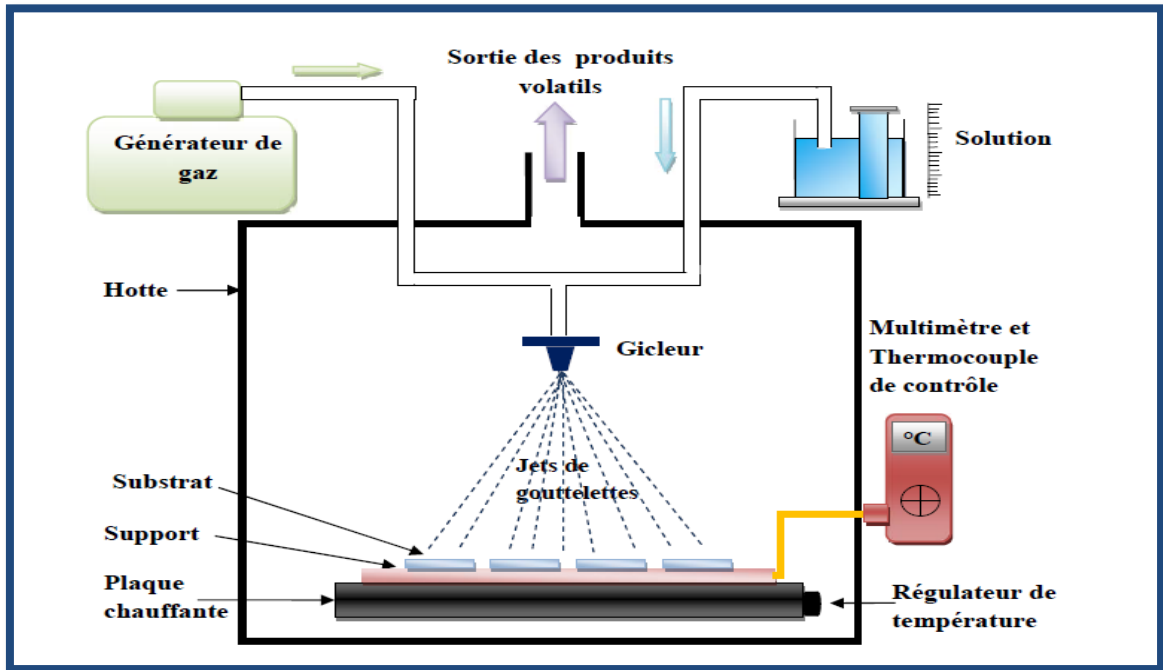 Sortie des produits
volatils
Générateur de
gaz
Solution
Hotte
Gicleur
Multimètre et
Thermocouple
de contrôle
°C
Jets de
gouttelettes
Substrat
Support
Plaque
chauffante
Régulateur de
température